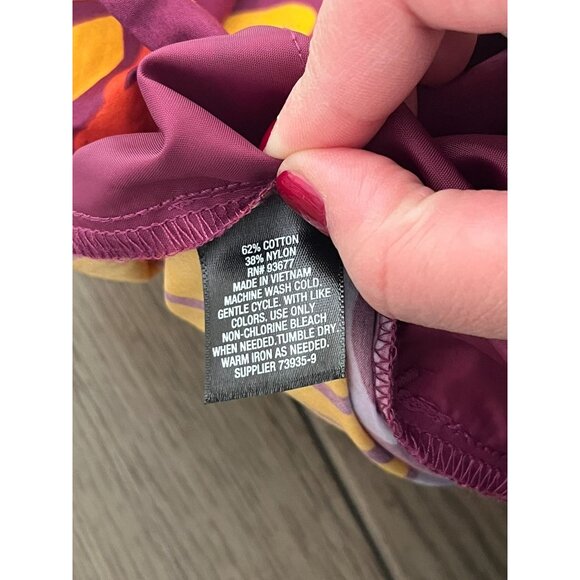 62% COTTON
38% NYLON
RN# 93677
MADE IN VIETNAM
MACHINE WASH COLD.
GENTLE CYCLE. WITH LIKE
COLORS, USE ONLY
NON-CHLORINE BLEACH
WHEN NEEDED.TUMBLE DRY.
WARM IRON AS NEEDED.
SUPPLIER 73935-9